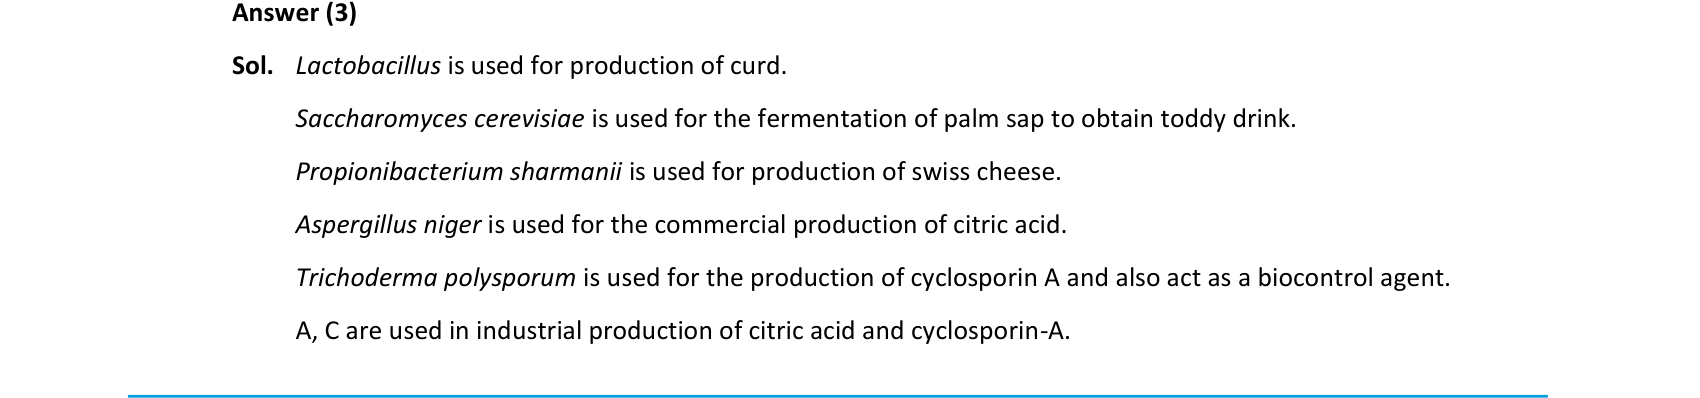 Answer (3)
Sol. Lactobacillus is used for production of curd.
Saccharomyces cerevisiae is used for the fermentation of palm sap to obtain toddy drink.
Propionibacterium sharmanii is used for production of swiss cheese.
Aspergillus niger is used for the commercial production of citric acid.
Trichoderma polysporum is used for the production of cyclosporin A and also act as a biocontrol agent.
A, C are used in industrial production of citric acid and cyclosporin-A.